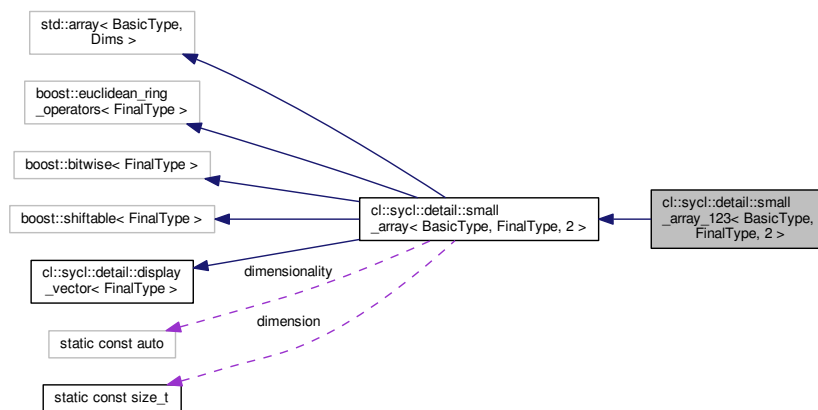 std::array< BasicType,
Dims >
boost::euclidean_ring
_operators< FinalType >
boost::bitwise< FinalType >
boost::shiftable< FinalType >
cl::sycl::detail::display
_vector< FinalType >
static const auto
static const size_t
dimensionality
dimension
cl::sycl::detail::small
_array< BasicType, FinalType, 2 >
cl::sycl::detail::small
_array_123< BasicType,
FinalType, 2 >